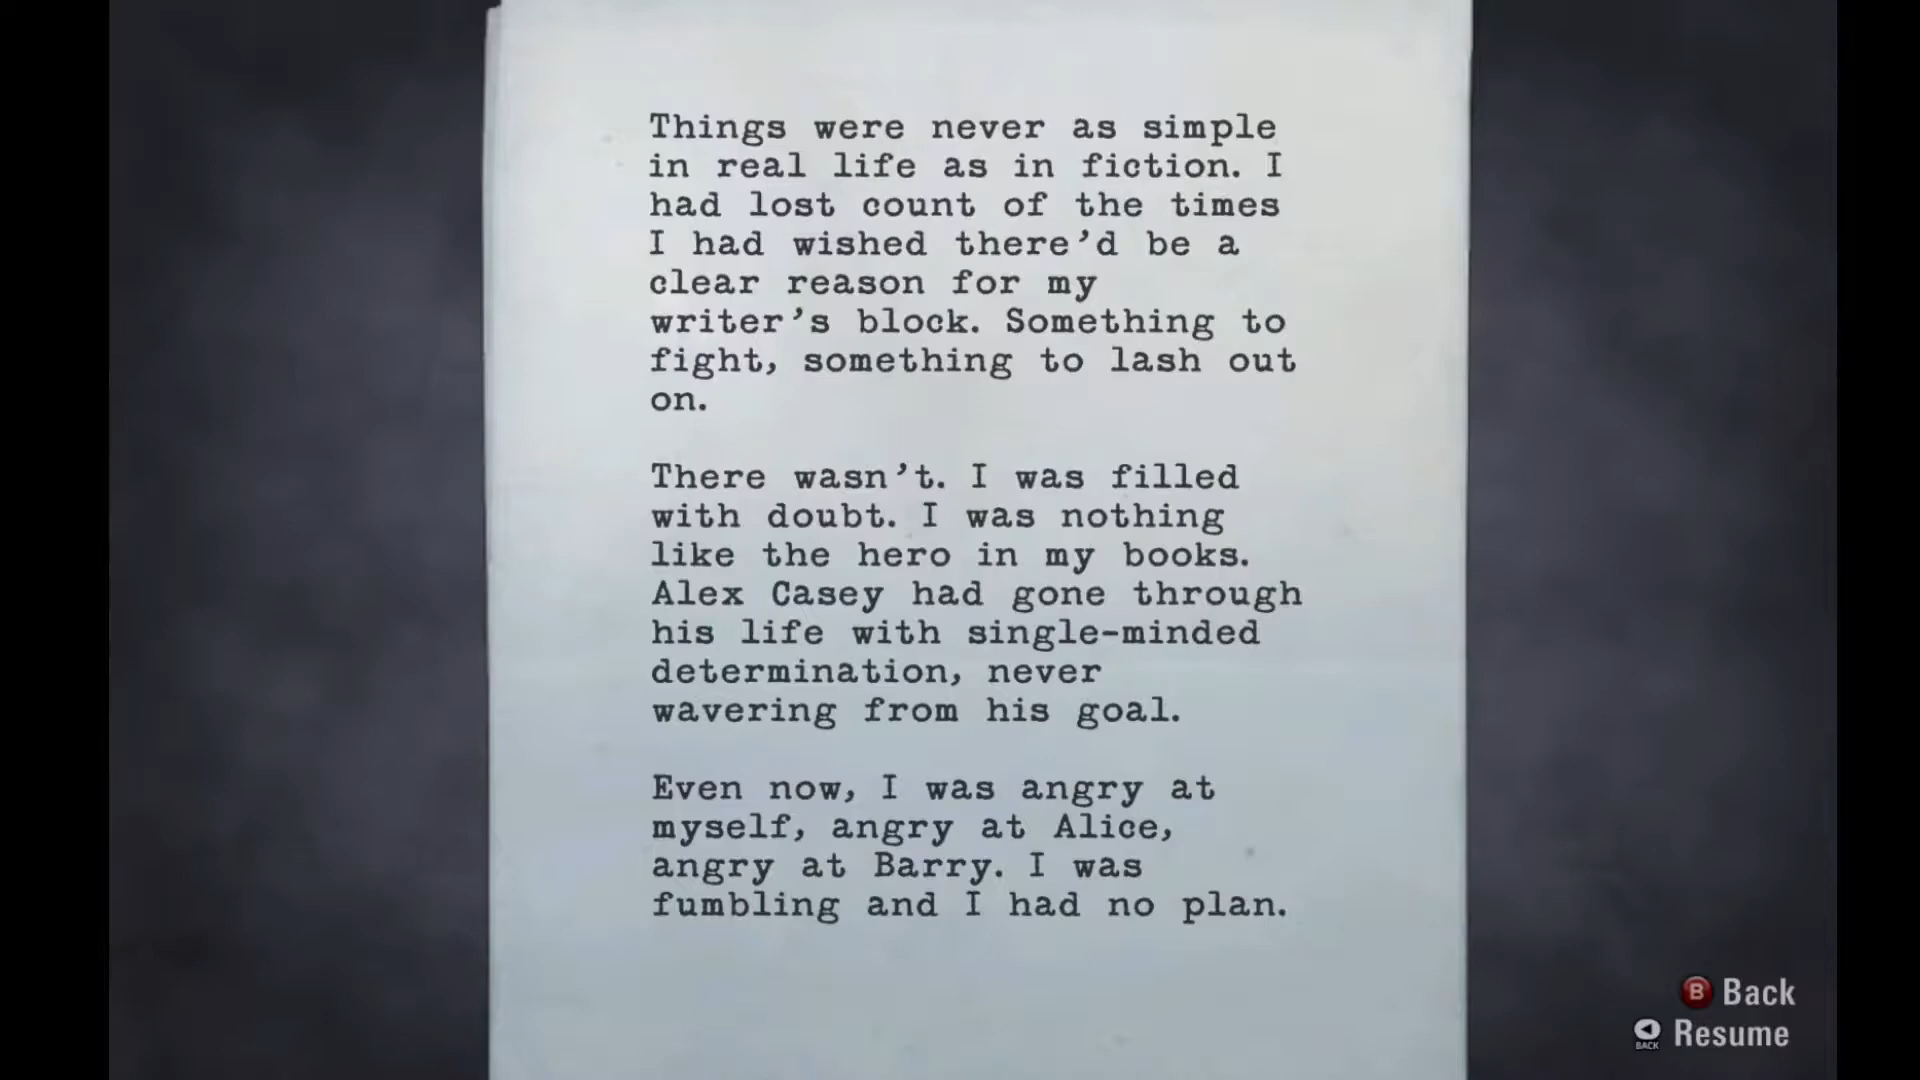 Things were never as simple
in real life as in fiction. I
had lost count of the times
I had wished there’d be a
clear reason for my
writer’s block. Something to
fight, something to lash out
on.
There wasn’t. I was filled
with doubt. I was nothing
like the hero in my books.
Alex Casey had gone through
his life with single-minded
determination, never
wavering from his goal.
Even now, I was angry at
myself, angry at Alice,
angry at Barry. I was
fumbling and I had no plan.
B Back
BACK Resume